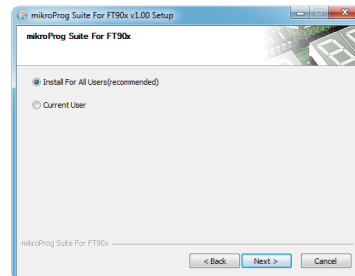 mikroProg Suite For FT90x v1.00 Setup
mikroProg Suite For FT90x
Install For All Users(recommended)
Current User
mikroProg Suite For FT90x
< Back
Next >
Cancel